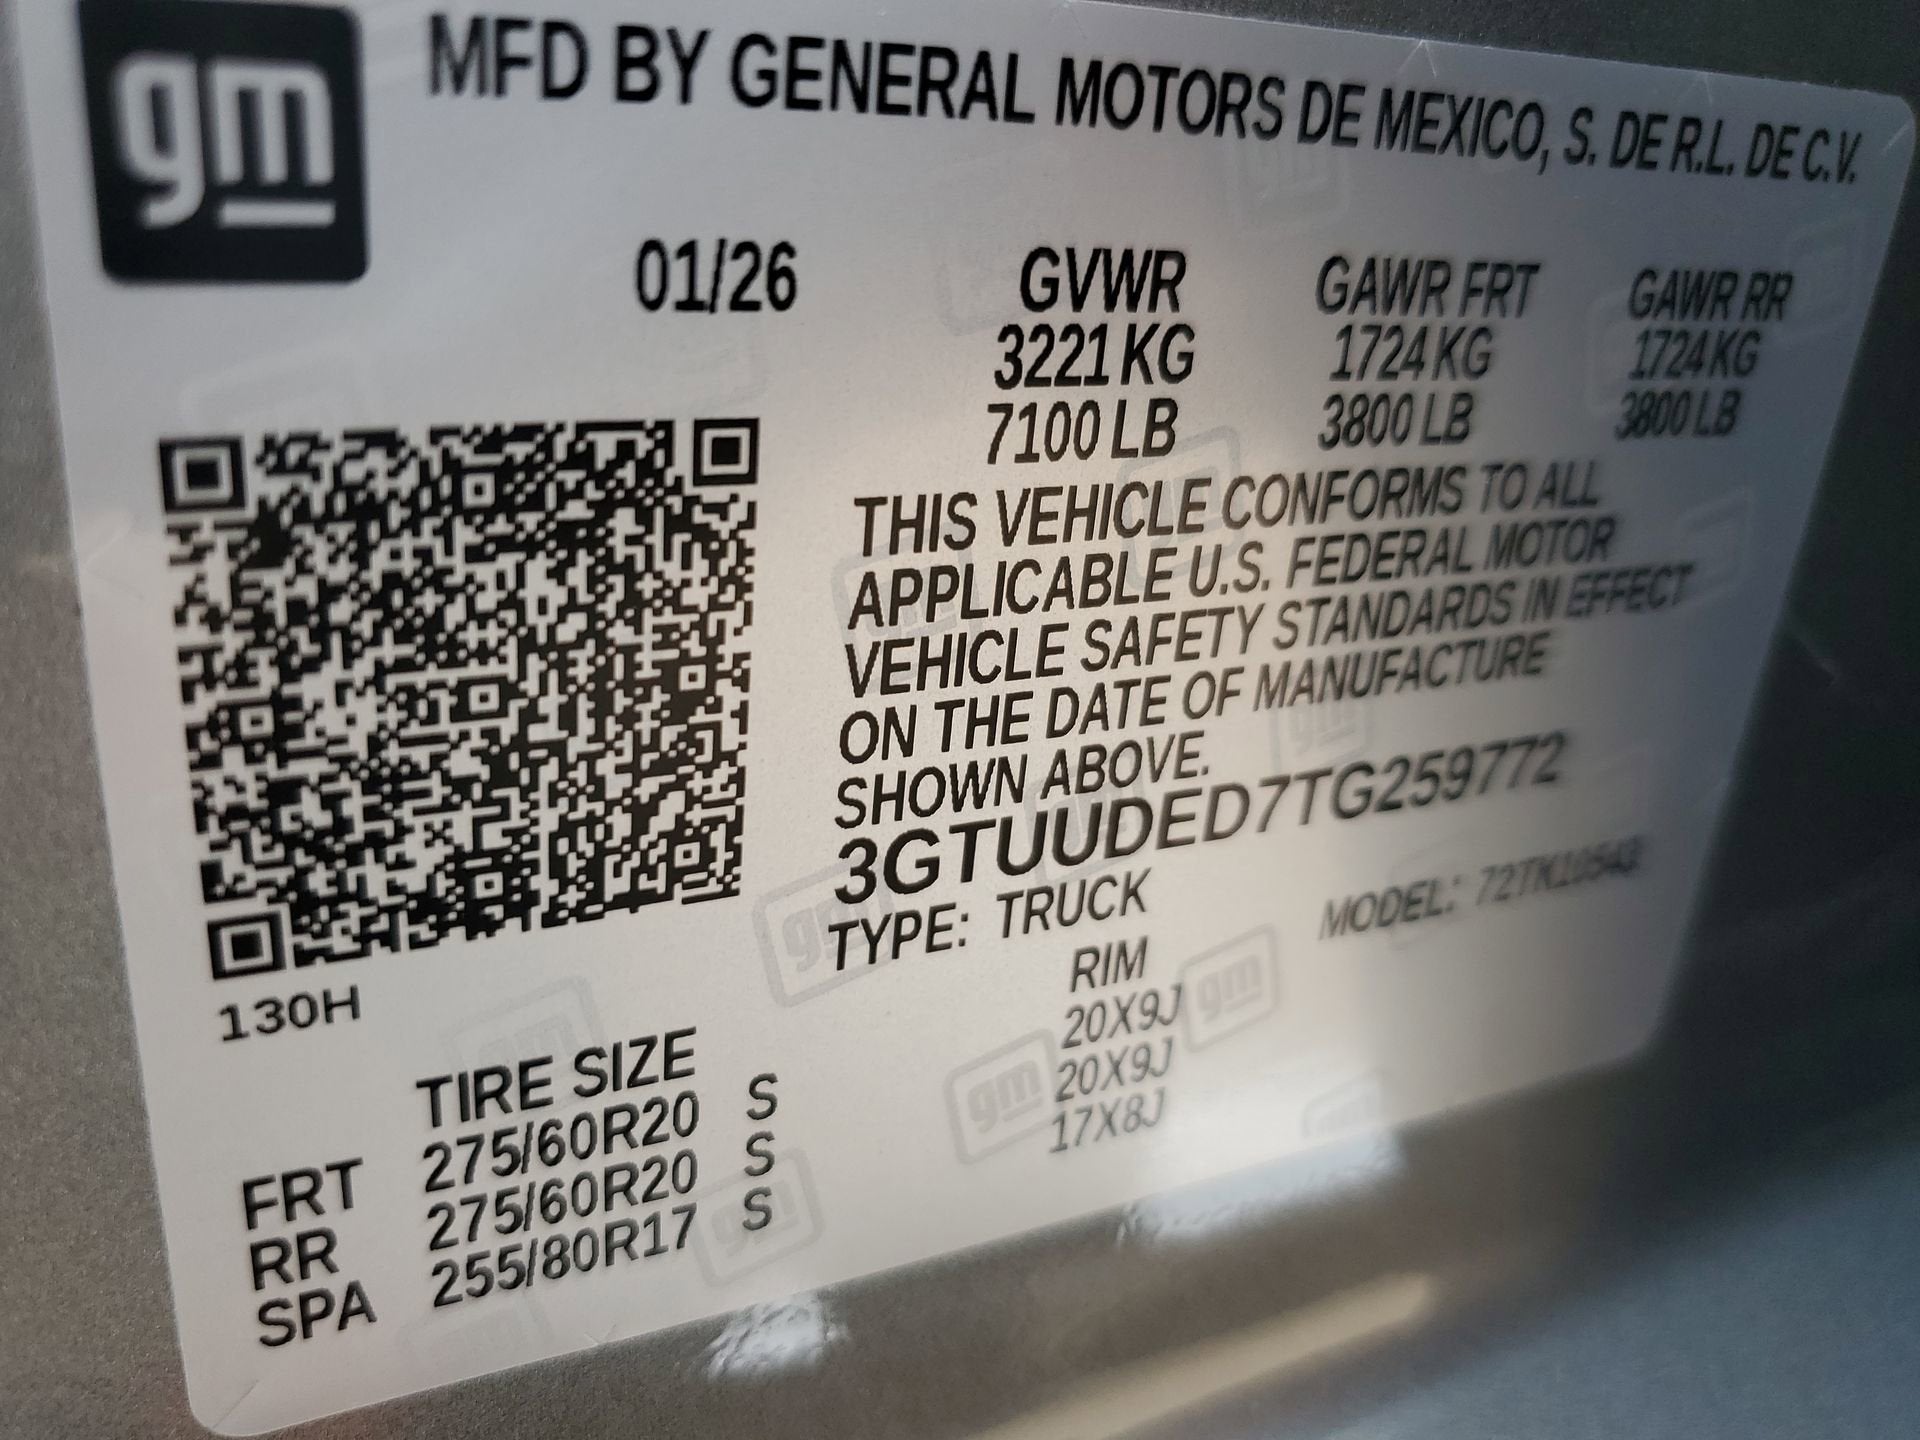 gm
MFD BY GENERAL MOTORS DE MEXICO, S. DE R.L. DE C.V.
01/26 GVWR GAWR FRT GAWR RR
3221 KG 1724 KG 1724 KG
7100 LB 3800 LB 3800 LB
THIS VEHICLE CONFORMS TO ALL
APPLICABLE U.S. FEDERAL MOTOR
VEHICLE SAFETY STANDARDS IN EFFECT
ON THE DATE OF MANUFACTURE
SHOWN ABOVE.
3GTUUDED7TG259772
TYPE: TRUCK MODEL: 72TK10543
130H
TIRE SIZE RIM
FRT 275/60R20 S 20X9J
RR 275/60R20 S 20X9J
SPA 255/80R17 S 17X8J